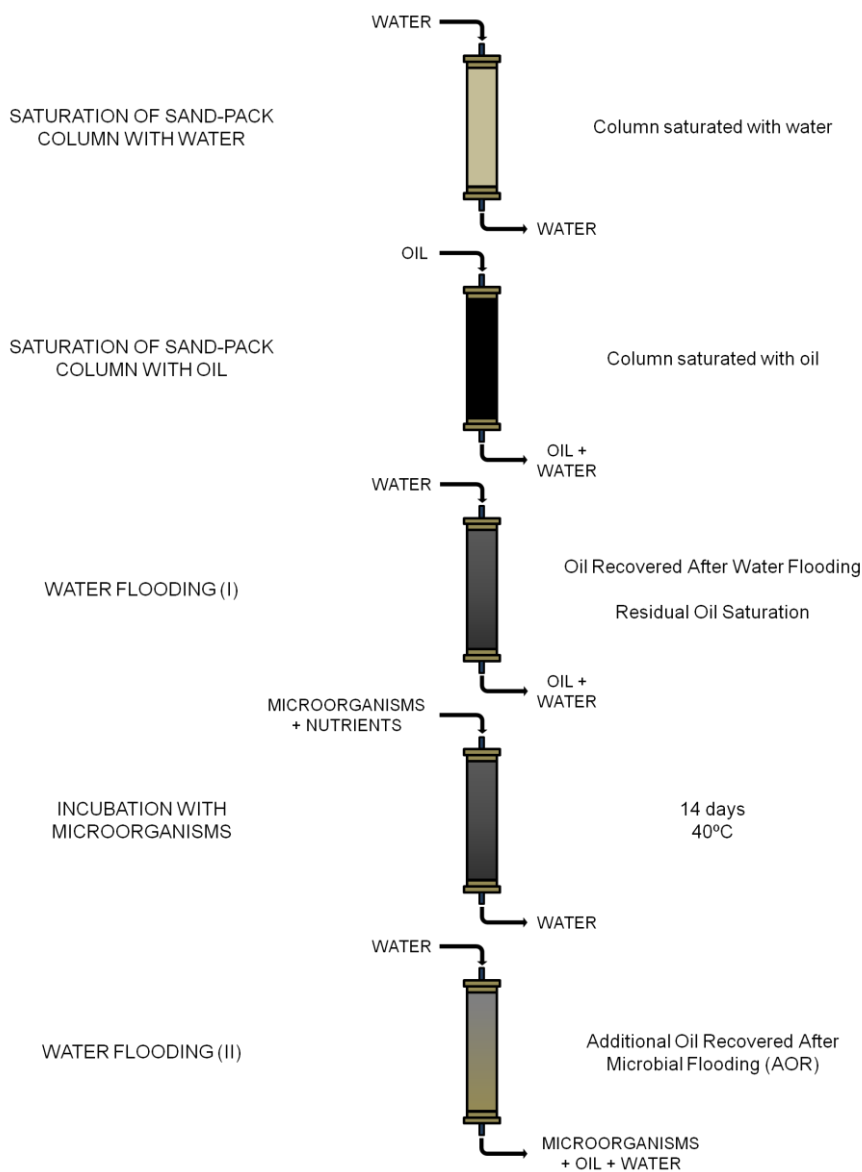 WATER
SATURATION OF SAND-PACK
COLUMN WITH WATER
Column saturated with water
WATER
OIL
SATURATION OF SAND-PACK
COLUMN WITH OIL
Column saturated with oil
OIL +
WATER
WATER
WATER FLOODING (I)
Oil Recovered After Water Flooding
Residual Oil Saturation
OIL +
WATER
MICROORGANISMS
+ NUTRIENTS
INCUBATION WITH
MICROORGANISMS
14 days
40ºC
WATER
WATER
WATER FLOODING (II)
Additional Oil Recovered After
Microbial Flooding (AOR)
MICROORGANISMS
+ OIL + WATER